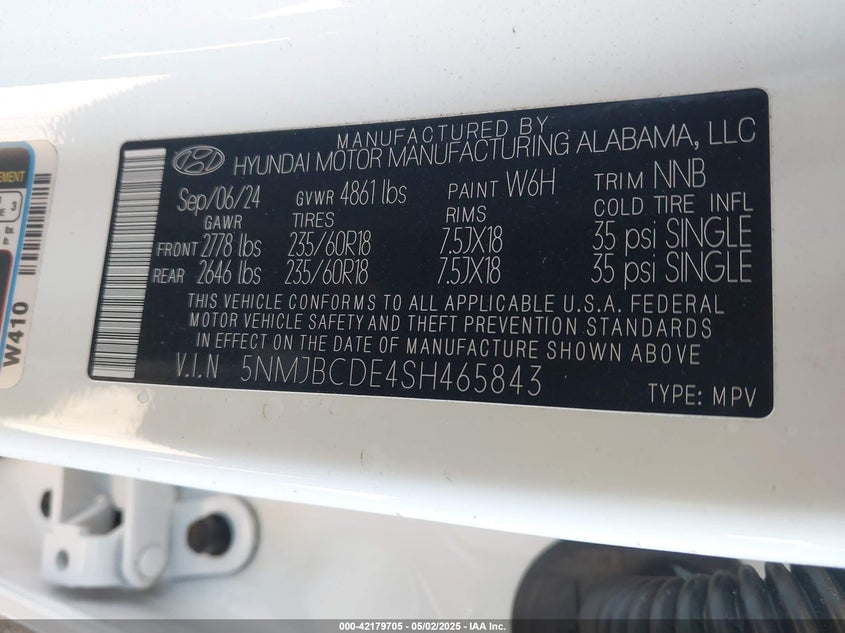 MANUFACTURED BY
HYUNDAI MOTOR MANUFACTURING ALABAMA, LLC
Sep/06/24 GVWR 4861 lbs PAINT W6H TRIM NNB
GAWR TIRES RIMS COLD TIRE INFL
FRONT 2778 lbs 235/60R18 7.5JX18 35 psi SINGLE
REAR 2646 lbs 235/60R18 7.5JX18 35 psi SINGLE
THIS VEHICLE CONFORMS TO ALL APPLICABLE U.S.A. FEDERAL
MOTOR VEHICLE SAFETY AND THEFT PREVENTION STANDARDS
IN EFFECT ON THE DATE OF MANUFACTURE SHOWN ABOVE
V.I.N 5NMJBCDE4SH465843
TYPE: MPV
3
W410
000-42179705 - 05/02/2025 - IAA Inc.